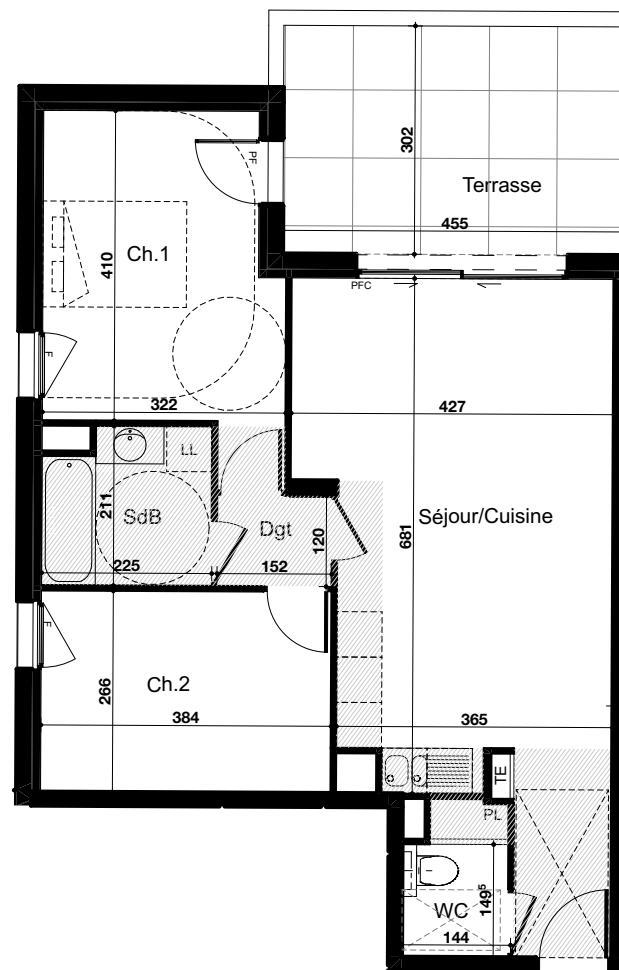 302
Terrasse
455
PF
Ch.1
410
PFC
F
322
427
LL
211
SdB
Dgt
120
681
Séjour/Cuisine
225
152
F
266
Ch.2
384
365
TE
PL
WC
149⁵
144